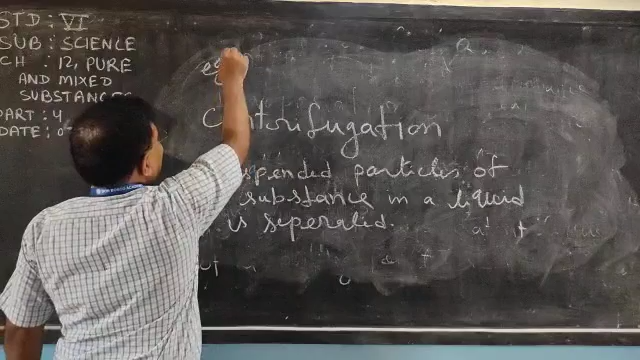 STD : VI
SUB : SCIENCE
CH : 12, PURE
AND MIXED
SUBSTANCES
PART : 4
DATE :
Centrifugation
suspended particles of
substance in a liquid
is seperated.